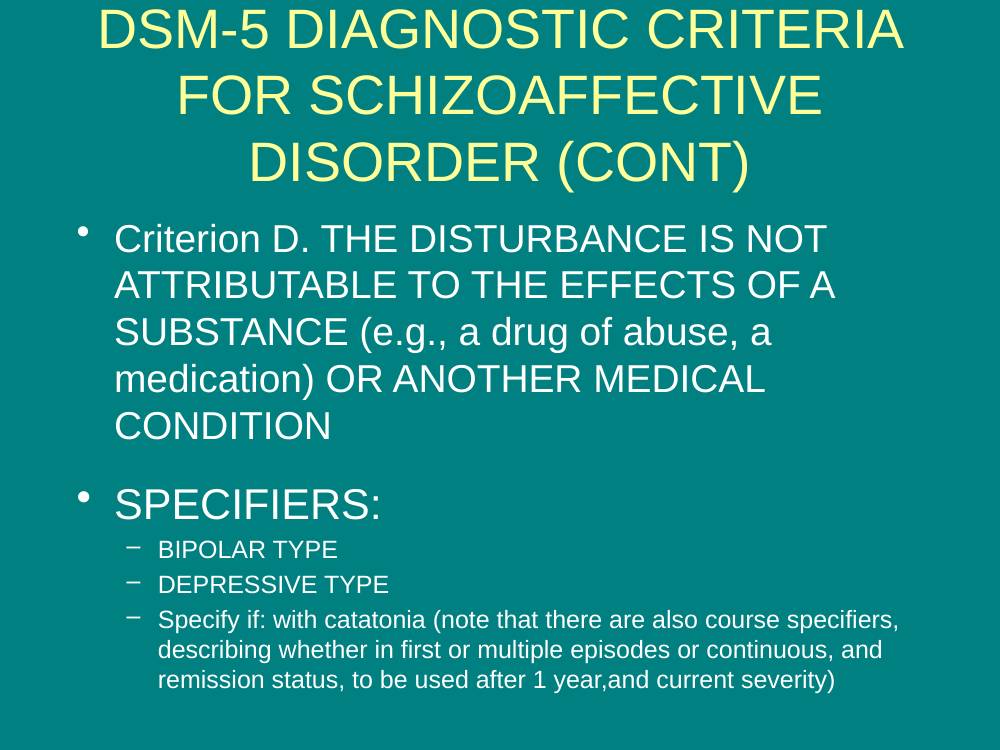 DSM-5 DIAGNOSTIC CRITERIA
FOR SCHIZOAFFECTIVE
DISORDER (CONT)
• Criterion D. THE DISTURBANCE IS NOT
ATTRIBUTABLE TO THE EFFECTS OF A
SUBSTANCE (e.g., a drug of abuse, a
medication) OR ANOTHER MEDICAL
CONDITION
• SPECIFIERS:
– BIPOLAR TYPE
– DEPRESSIVE TYPE
– Specify if: with catatonia (note that there are also course specifiers,
describing whether in first or multiple episodes or continuous, and
remission status, to be used after 1 year,and current severity)